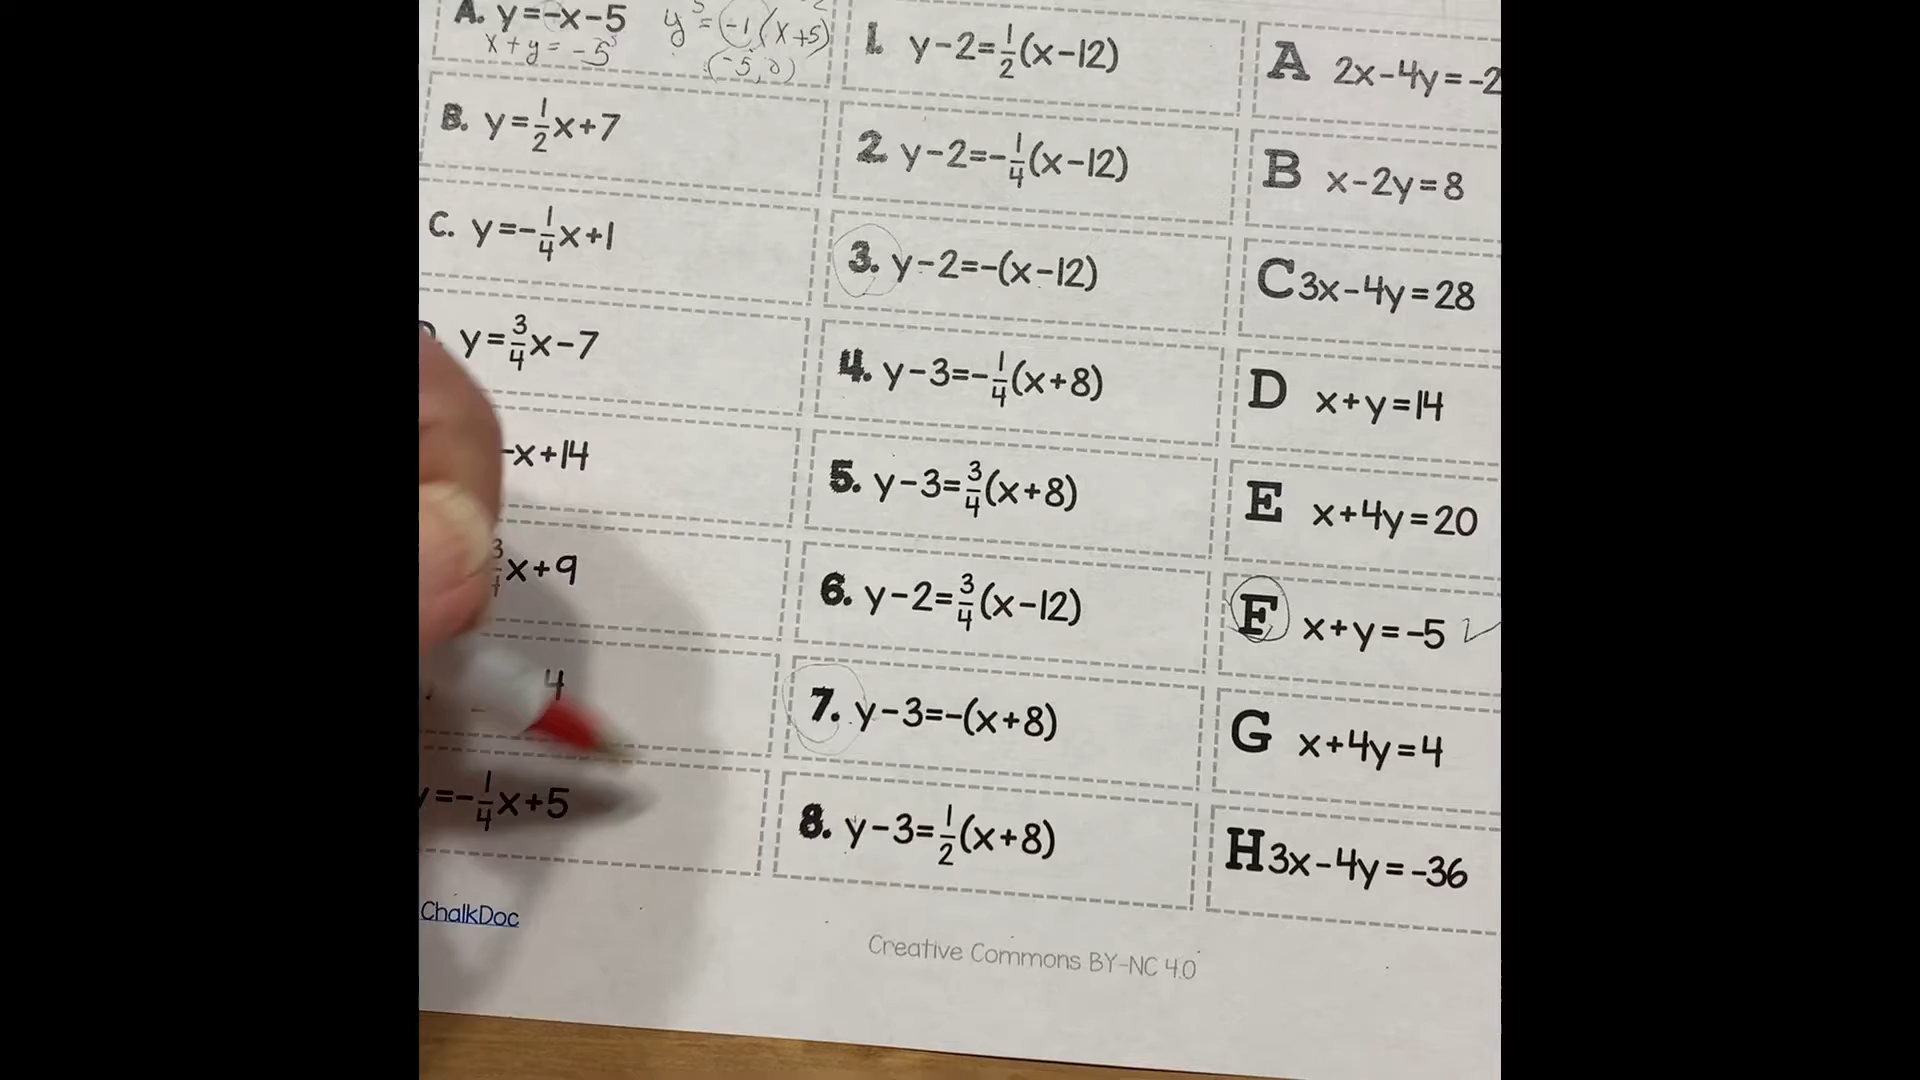 A. y=-x-5
x+y=-5
y = -1(x+5)
(-5,0)
B. y=1/2x+7
C. y=-1/4x+1
y=3/4x-7
-x+14
x+9
4
y=-1/4x+5
1. y-2=1/2(x-12)
2 y-2=-1/4(x-12)
3. y-2=-(x-12)
4. y-3=-1/4(x+8)
5. y-3=3/4(x+8)
6. y-2=3/4(x-12)
7. y-3=-(x+8)
8. y-3=1/2(x+8)
A 2x-4y=-2
B x-2y=8
C 3x-4y=28
D x+y=14
E x+4y=20
F x+y=-5
G x+4y=4
H 3x-4y=-36
ChalkDoc
Creative Commons BY-NC 4.0